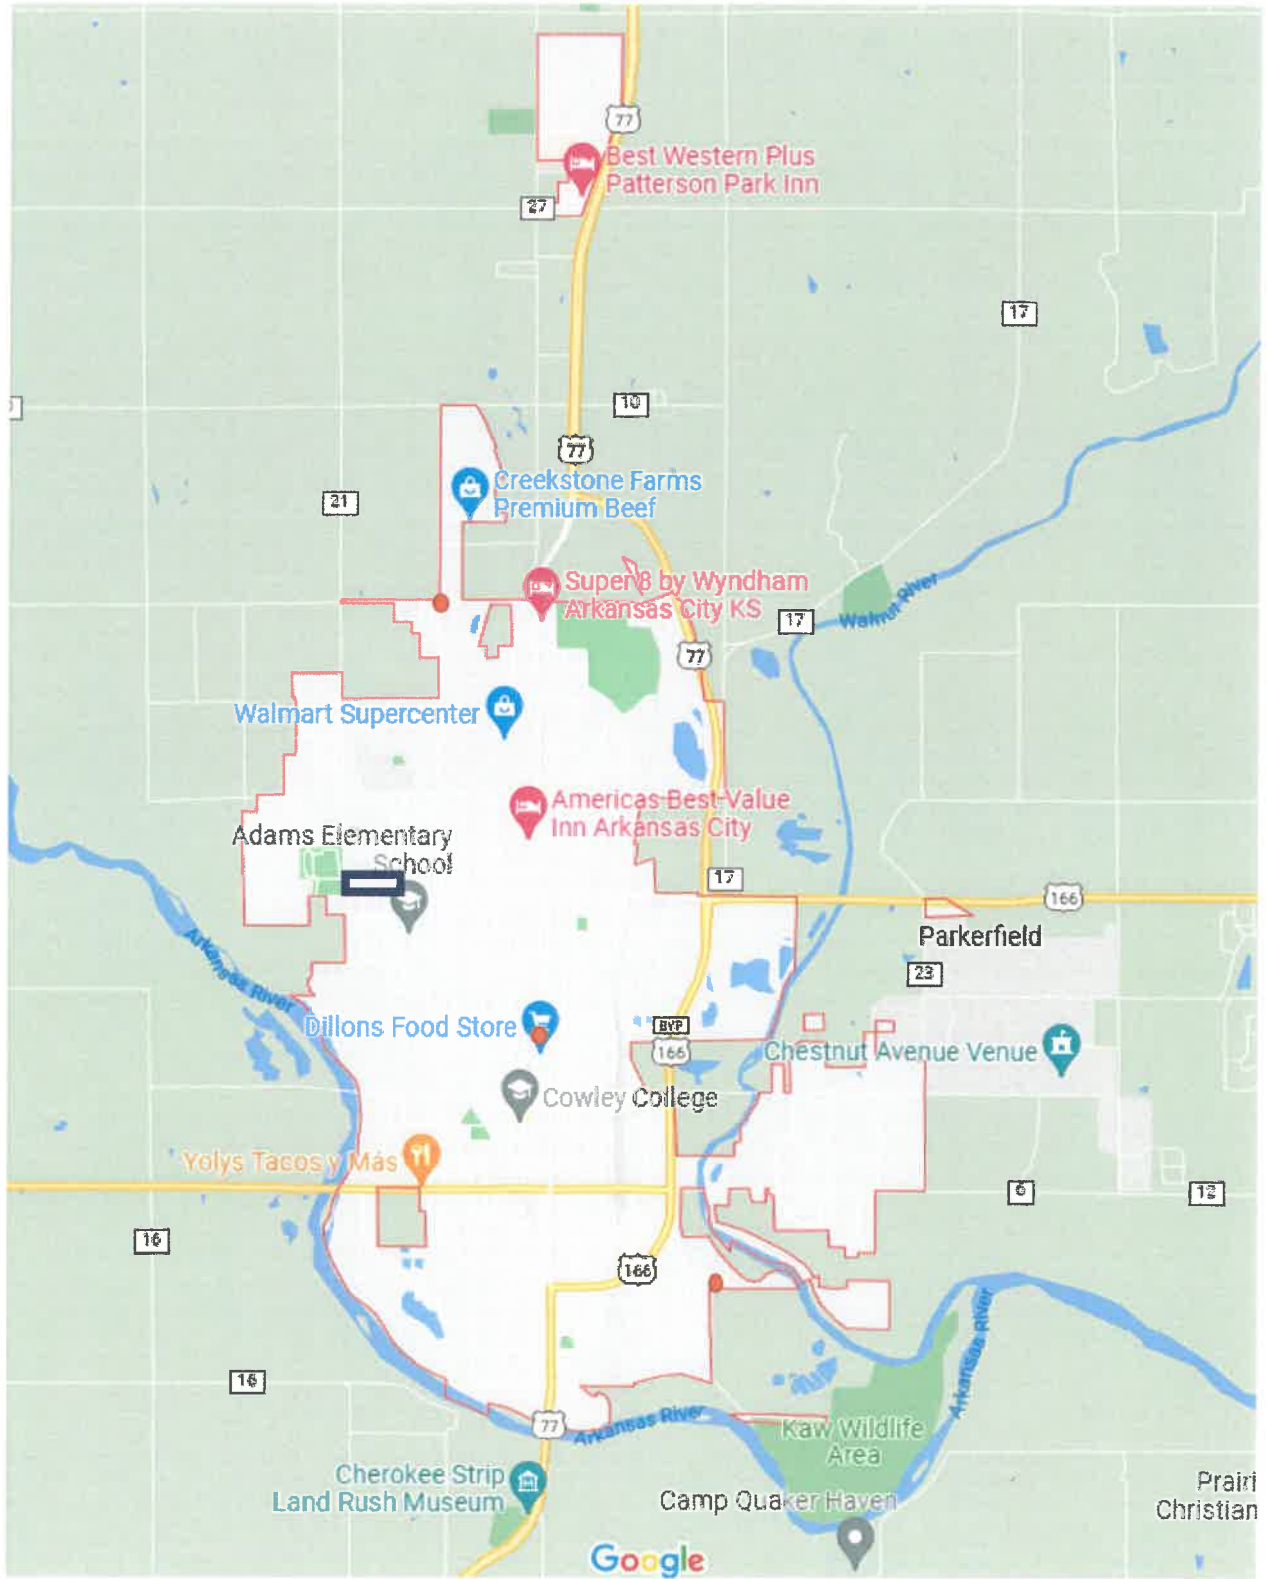 77
Best Western Plus
Patterson Park Inn
27
17
10
77
Creekstone Farms
Premium Beef
21
Super 8 by Wyndham
Arkansas City KS
17
Walnut River
77
Walmart Supercenter
Americas Best Value
Inn Arkansas City
Adams Elementary
School
17
166
Parkerfield
23
Arkansas River
Dillons Food Store
BYP
166
Chestnut Avenue Venue
Cowley College
Yolys Tacos y Más
6
12
16
166
Arkansas River
16
77
Arkansas River
Kaw Wildlife
Area
Cherokee Strip
Land Rush Museum
Camp Quaker Haven
Prairi
Christian
Google